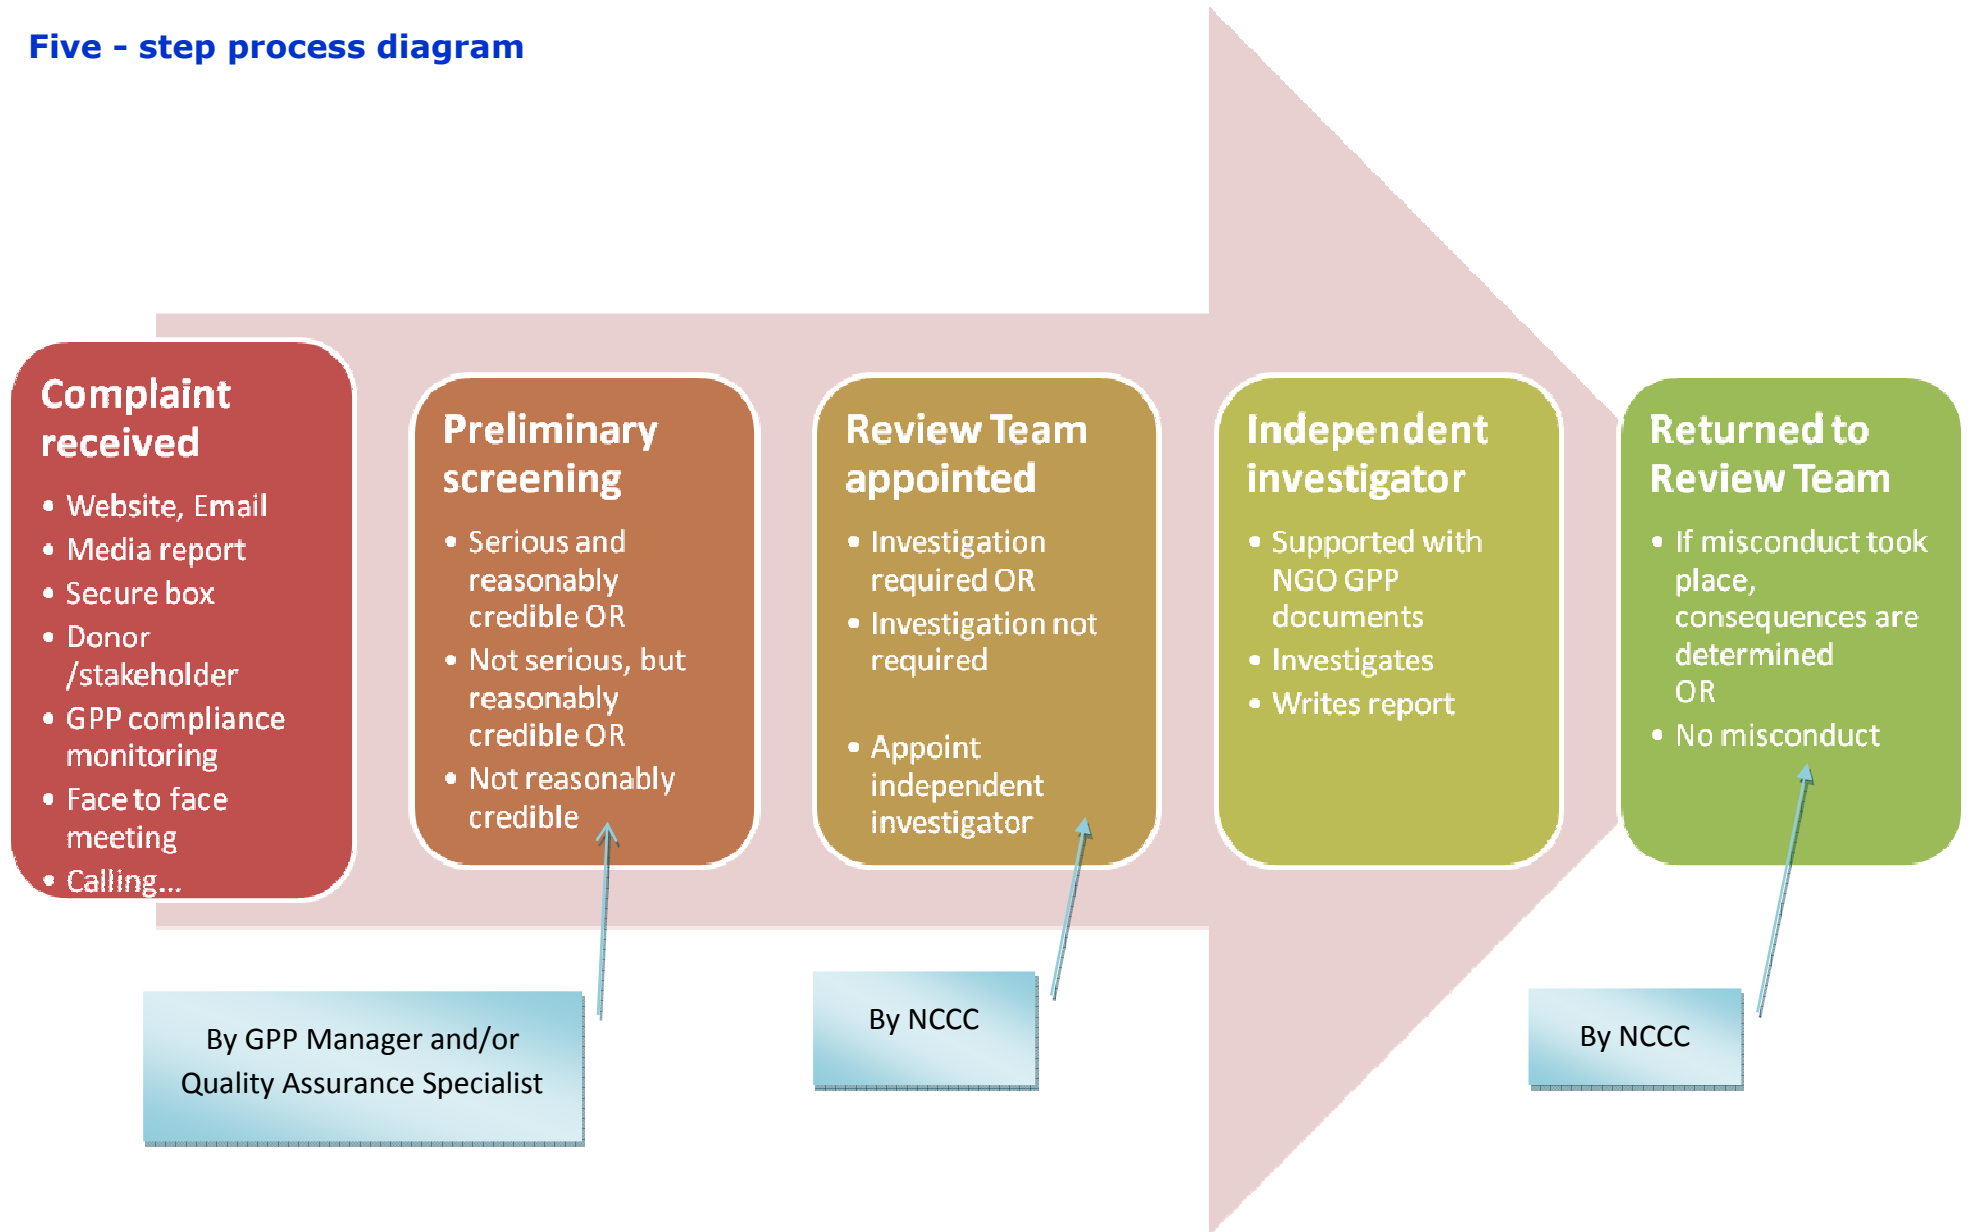 Five - step process diagram
Complaint
received
• Website, Email
• Media report
• Secure box
• Donor
/stakeholder
• GPP compliance
monitoring
• Face to face
meeting
• Calling...
Preliminary
screening
• Serious and
reasonably
credible OR
• Not serious, but
reasonably
credible OR
• Not reasonably
credible
Review Team
appointed
• Investigation
required OR
• Investigation not
required
• Appoint
independent
investigator
Independent
investigator
• Supported with
NGO GPP
documents
• Investigates
• Writes report
Returned to
Review Team
• If misconduct took
place,
consequences are
determined
OR
• No misconduct
By GPP Manager and/or
Quality Assurance Specialist
By NCCC
By NCCC